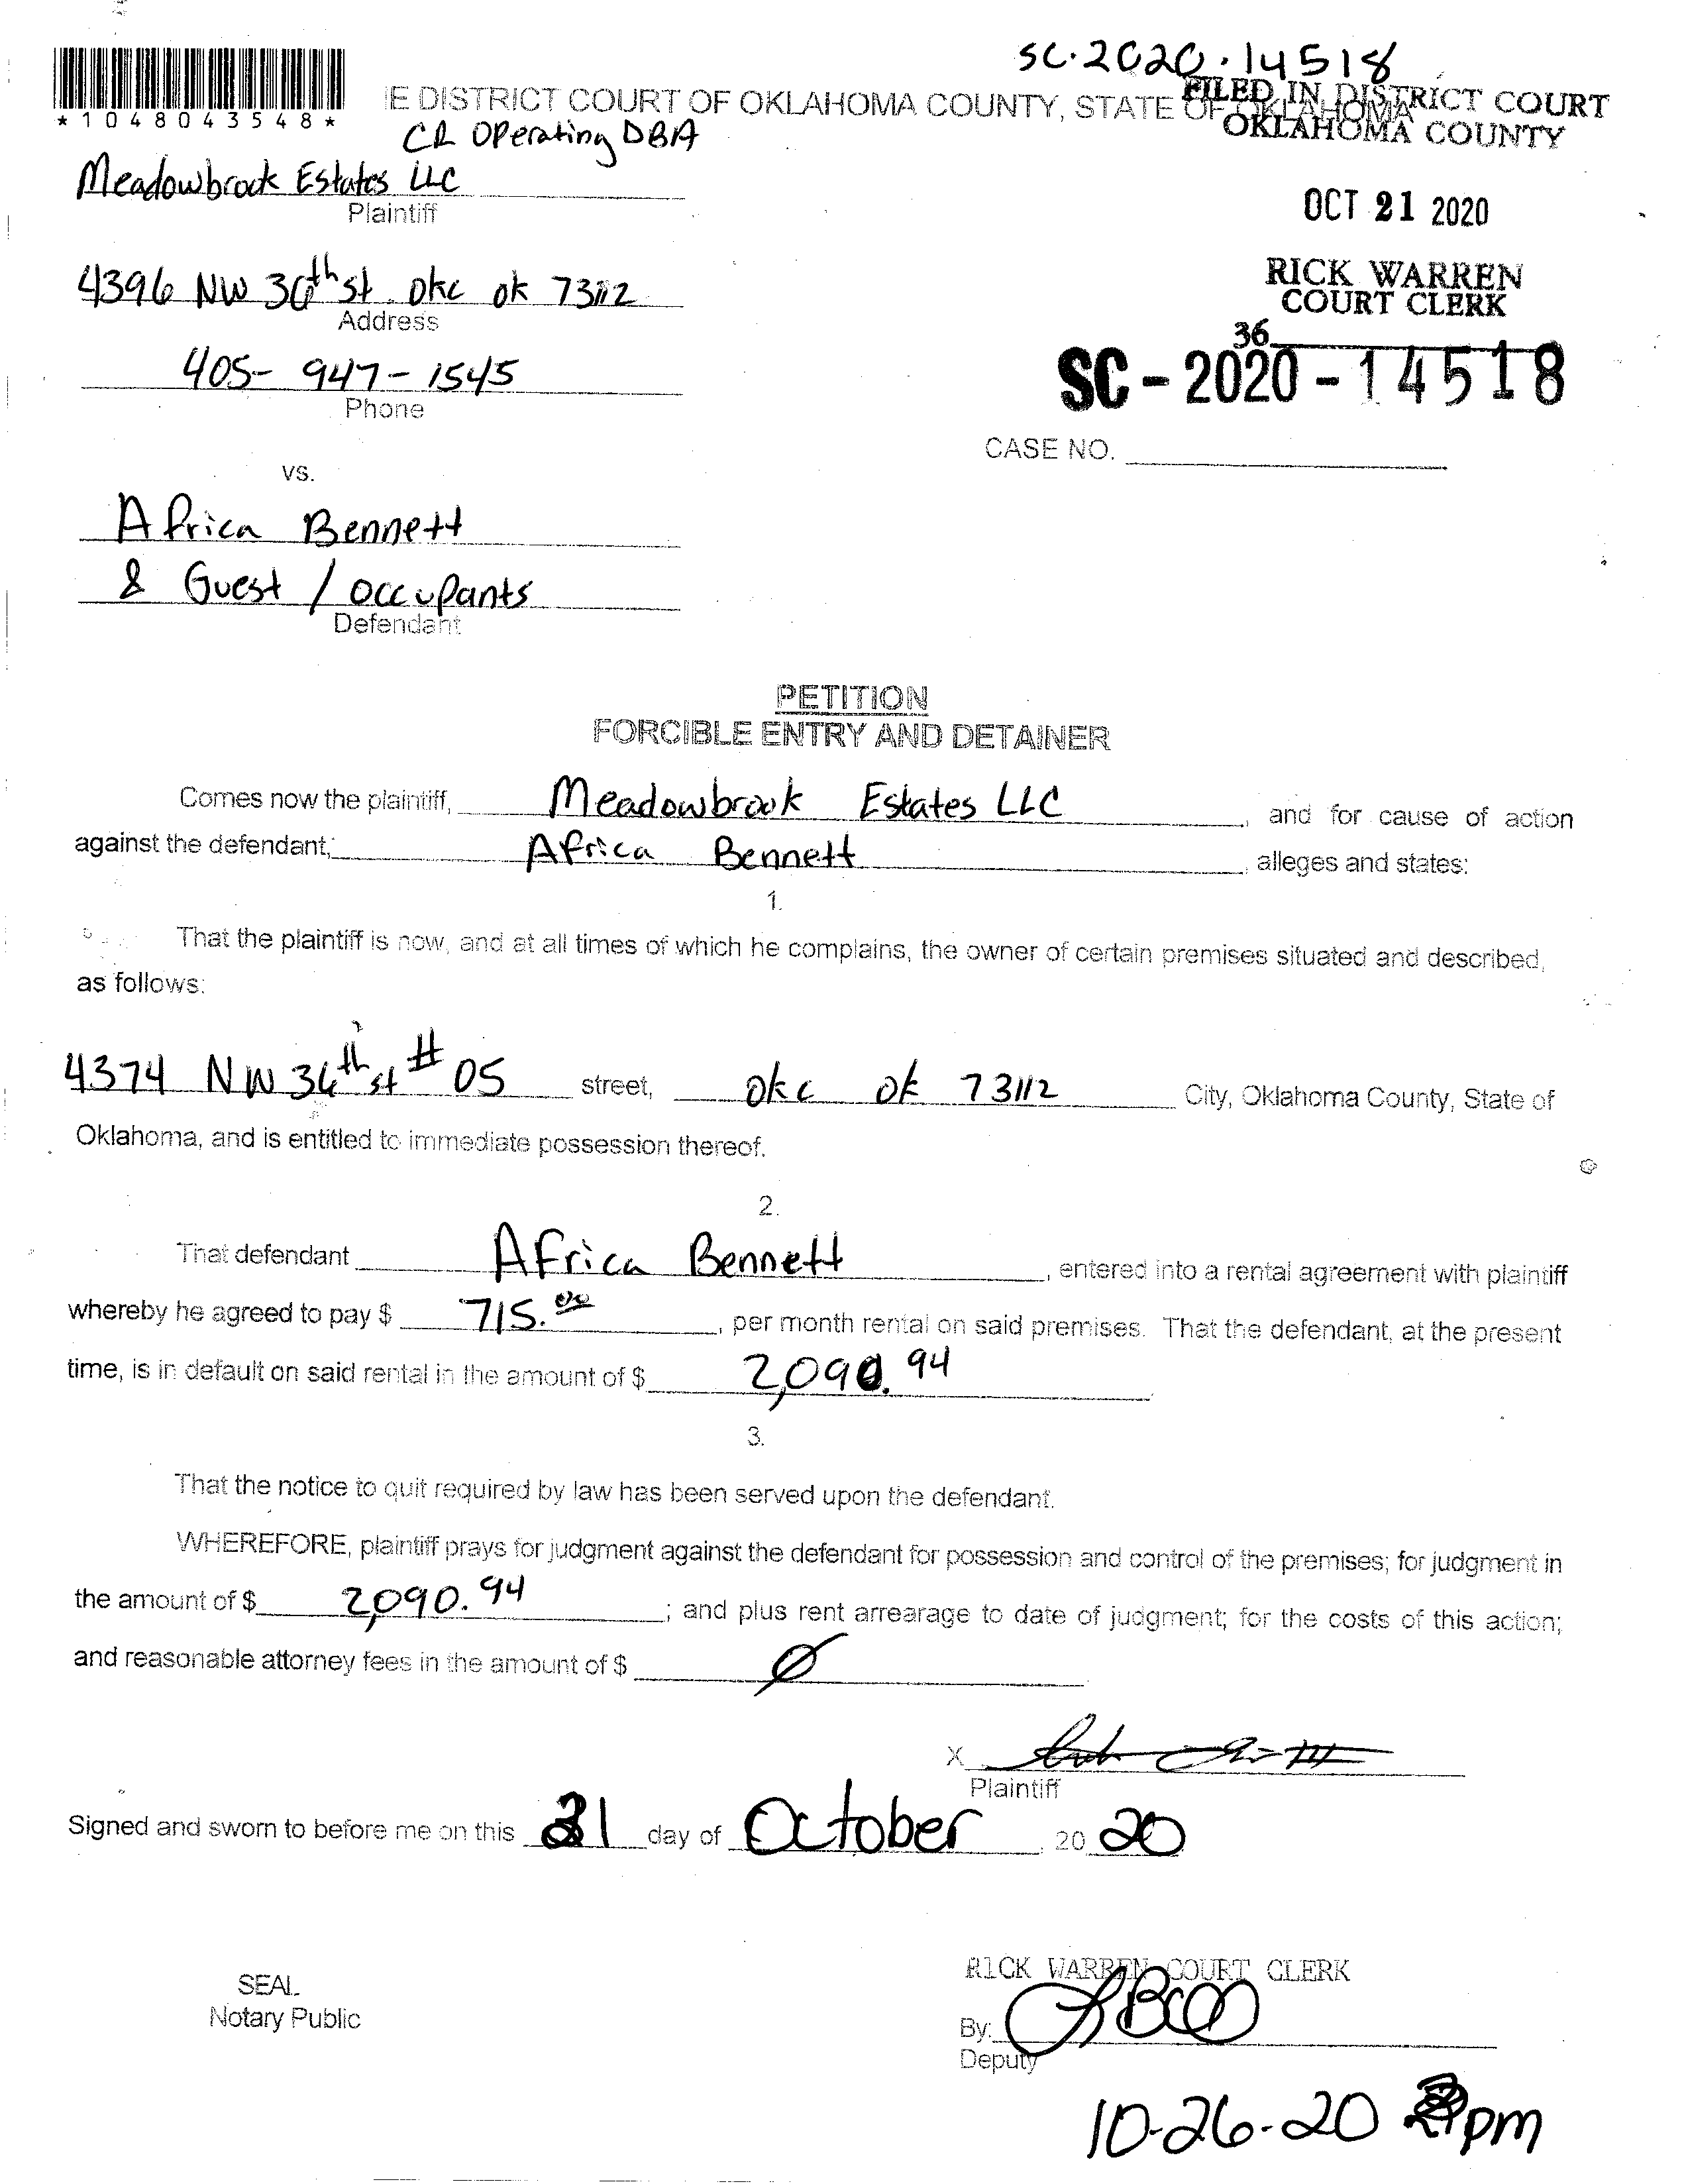 SC-2020-14518
*1048043548*
E DISTRICT COURT OF OKLAHOMA COUNTY, STATE OF OKLAHOMA
FILED IN DISTRICT COURT
OKLAHOMA COUNTY
CL Operating DBA
Meadowbrook Estates LLC
Plaintiff
OCT 21 2020
4396 NW 36th st okc ok 73112
Address
RICK WARREN
COURT CLERK
36
405-947-1545
Phone
SC-2020-14518
CASE NO.
vs.
Africa Bennett
& Guest / occupants
Defendant
PETITION
FORCIBLE ENTRY AND DETAINER
Comes now the plaintiff, Meadowbrook Estates LLC, and for cause of action
against the defendant, Africa Bennett, alleges and states:
1.
That the plaintiff is now, and at all times of which he complains, the owner of certain premises situated and described,
as follows:
4374 NW 36th st # 05 street, okc ok 73112 City, Oklahoma County, State of
Oklahoma, and is entitled to immediate possession thereof.
2.
That defendant Africa Bennett, entered into a rental agreement with plaintiff
whereby he agreed to pay $ 715.00, per month rental on said premises. That the defendant, at the present
time, is in default on said rental in the amount of $ 2,090.94
3.
That the notice to quit required by law has been served upon the defendant.
WHEREFORE, plaintiff prays for judgment against the defendant for possession and control of the premises; for judgment in
the amount of $ 2,090.94; and plus rent arrearage to date of judgment; for the costs of this action;
and reasonable attorney fees in the amount of $ Ø
X
Plaintiff
Signed and sworn to before me on this 21 day of October, 20 20
RICK WARREN COURT CLERK
SEAL
Notary Public
By:
Deputy
10-26-20 pm